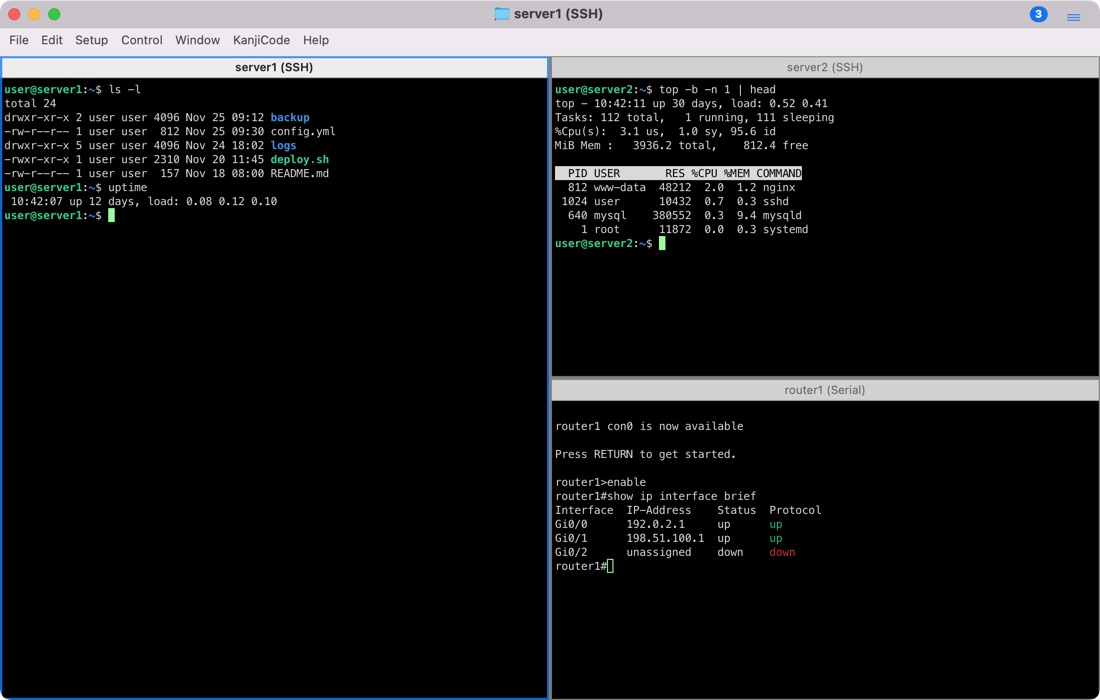 server1 (SSH)
3
File Edit Setup Control Window KanjiCode Help
server1 (SSH)
user@server1:~$ ls -l
total 24
drwxr-xr-x 2 user user 4096 Nov 25 09:12 backup
-rw-r--r-- 1 user user  812 Nov 25 09:30 config.yml
drwxr-xr-x 5 user user 4096 Nov 24 18:02 logs
-rwxr-xr-x 1 user user 2310 Nov 20 11:45 deploy.sh
-rw-r--r-- 1 user user  157 Nov 18 08:00 README.md
user@server1:~$ uptime
 10:42:07 up 12 days, load: 0.08 0.12 0.10
user@server1:~$
server2 (SSH)
user@server2:~$ top -b -n 1 | head
top - 10:42:11 up 30 days, load: 0.52 0.41
Tasks: 112 total,   1 running, 111 sleeping
%Cpu(s):  3.1 us,  1.0 sy, 95.6 id
MiB Mem :   3936.2 total,    812.4 free
  PID USER       RES %CPU %MEM COMMAND
  812 www-data  48212  2.0  1.2 nginx
 1024 user      10432  0.7  0.3 sshd
  640 mysql    380552  0.3  9.4 mysqld
    1 root      11872  0.0  0.3 systemd
user@server2:~$
router1 (Serial)
router1 con0 is now available
Press RETURN to get started.
router1>enable
router1#show ip interface brief
Interface  IP-Address    Status  Protocol
Gi0/0      192.0.2.1     up      up
Gi0/1      198.51.100.1  up      up
Gi0/2      unassigned    down    down
router1#